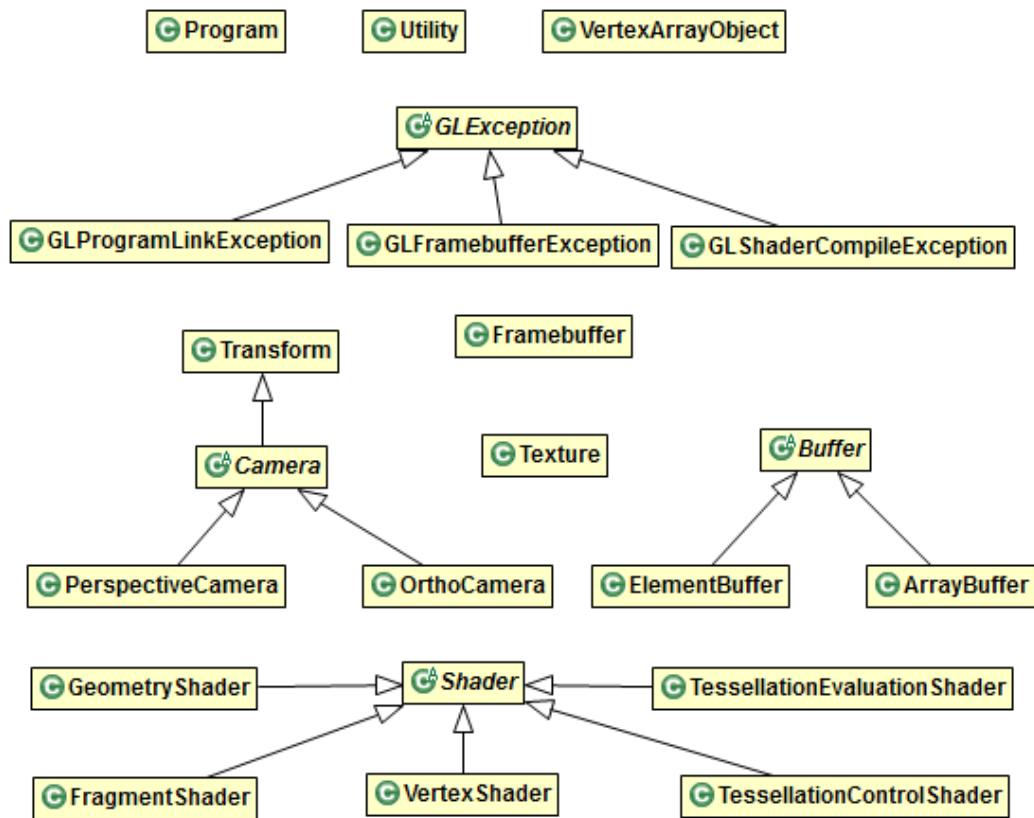 Program
Utility
VertexArrayObject
GLException
GLProgramLinkException
GLFramebufferException
GLShaderCompileException
Framebuffer
Transform
Camera
Texture
Buffer
PerspectiveCamera
OrthoCamera
ElementBuffer
ArrayBuffer
GeometryShader
Shader
TessellationEvaluationShader
FragmentShader
VertexShader
TessellationControlShader